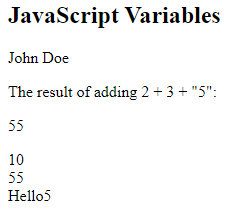 JavaScript Variables
John Doe
The result of adding 2 + 3 + "5":
55
10
55
Hello5